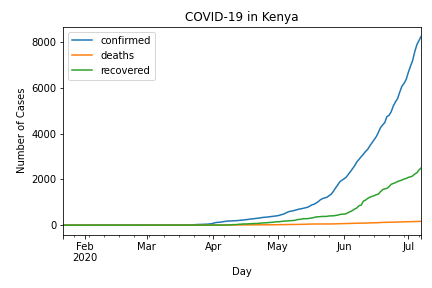 COVID-19 in Kenya
confirmed
deaths
recovered
Number of Cases
8000
6000
4000
2000
0
Feb
2020
Mar
Apr
May
Jun
Jul
Day